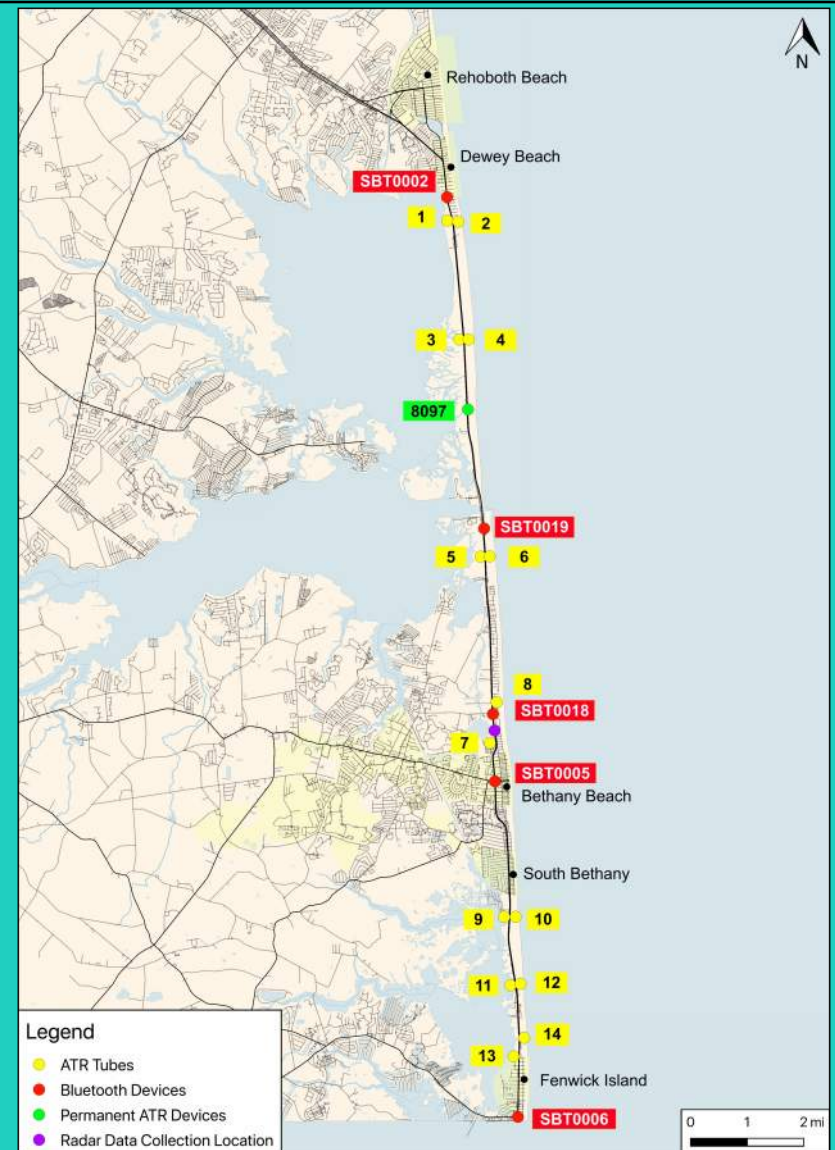 N
Rehoboth Beach
Dewey Beach
SBT0002
1 2
3 4
8097
SBT0019
5 6
8
SBT0018
7
SBT0005
Bethany Beach
South Bethany
9 10
11 12
14
13
Fenwick Island
SBT0006
Legend
ATR Tubes
Bluetooth Devices
Permanent ATR Devices
Radar Data Collection Location
0 1 2 mi